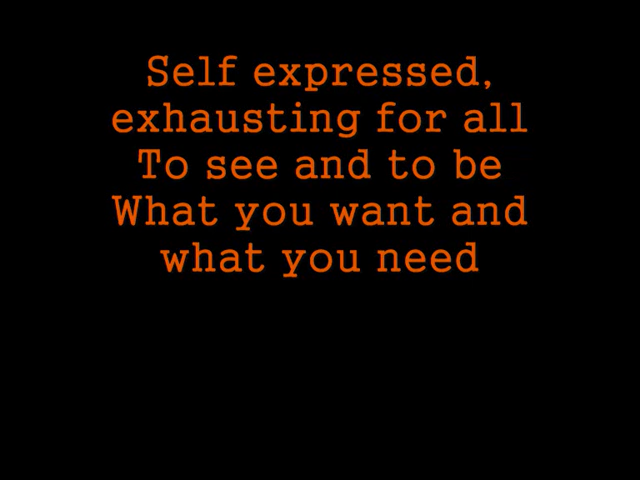 Self expressed,
exhausting for all
To see and to be
What you want and
what you need